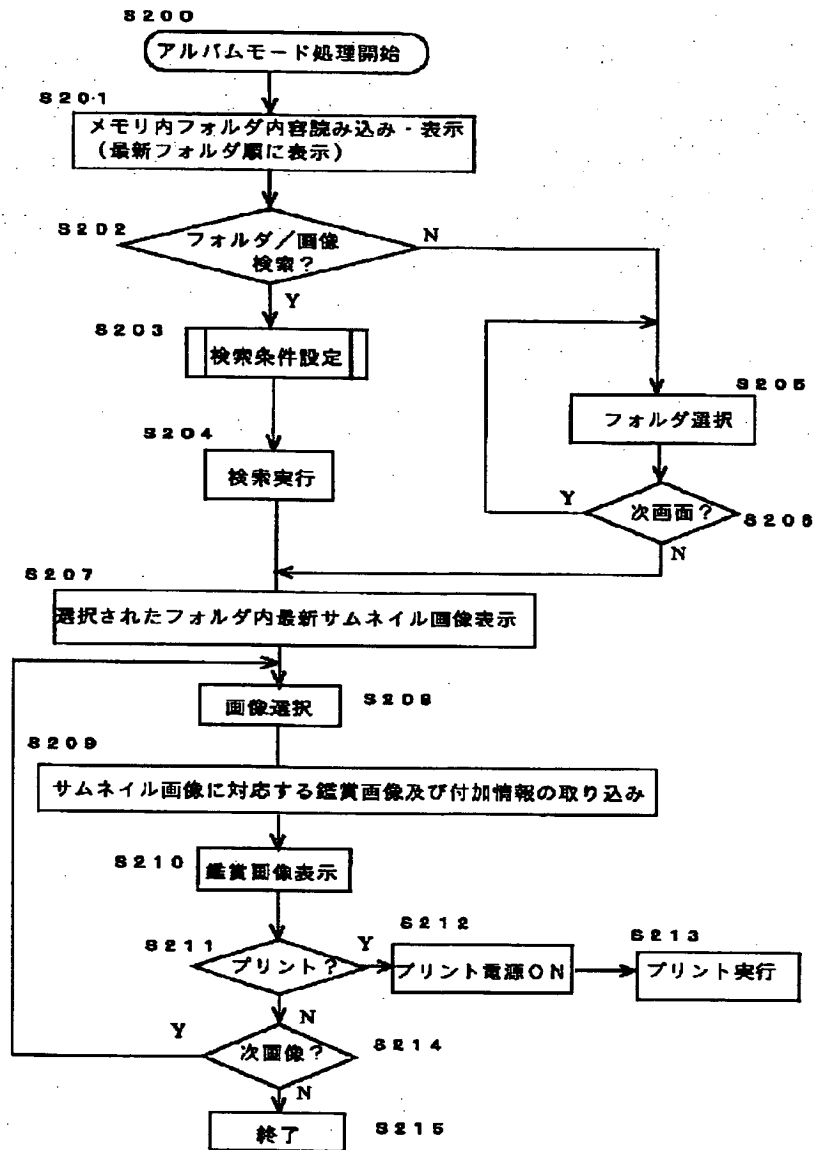 S200
アルバムモード処理開始
S201
メモリ内フォルダ内容読み込み・表示
(最新フォルダ順に表示)
S202
フォルダ/画像
検索?
N
Y
S203
検索条件設定
S204
検索実行
S205
フォルダ選択
Y
次画面?
S206
N
S207
選択されたフォルダ内最新サムネイル画像表示
画像選択
S208
S209
サムネイル画像に対応する鑑賞画像及び付加情報の取り込み
S210
鑑賞画像表示
S211
プリント?
Y
S212
プリント電源ON
S213
プリント実行
N
Y
次画像?
S214
N
終了
S215